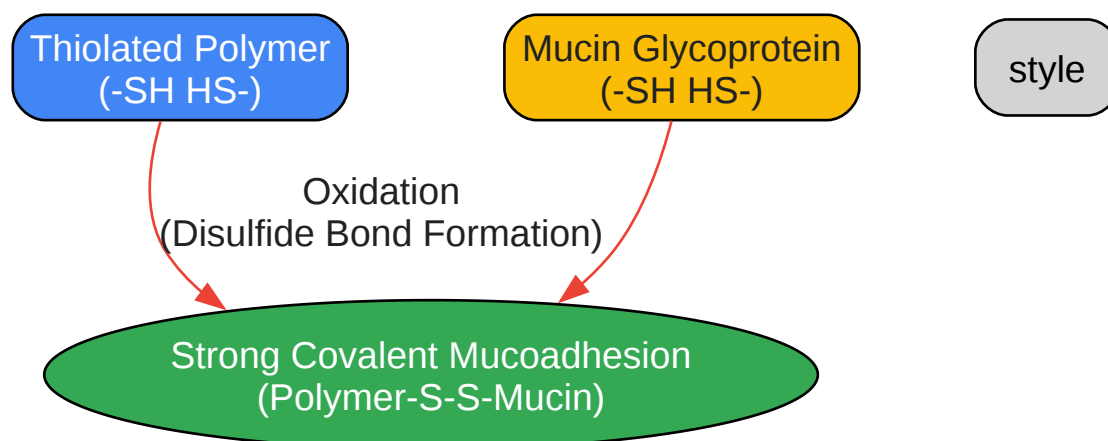 Thiolated Polymer
(-SH HS-)
Mucin Glycoprotein
(-SH HS-)
style
Oxidation
(Disulfide Bond Formation)
Strong Covalent Mucoadhesion
(Polymer-S-S-Mucin)